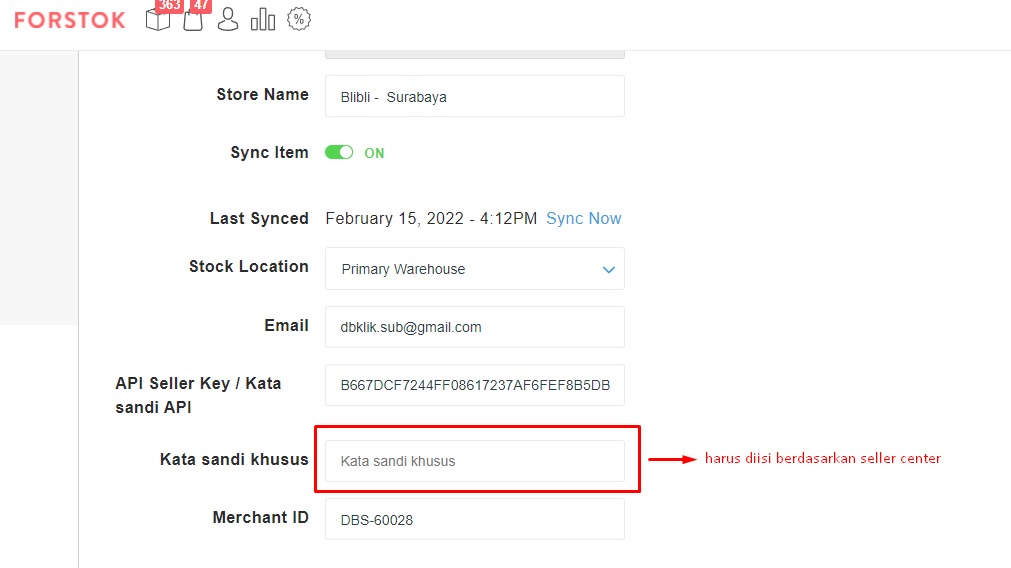 FORSTOK 363 47
Store Name Blibli - Surabaya
Sync Item ON
Last Synced February 15, 2022 - 4:12PM Sync Now
Stock Location Primary Warehouse
Email dbklik.sub@gmail.com
API Seller Key / Kata
sandi API B667DCF7244FF08617237AF6FEF8B5DB
Kata sandi khusus Kata sandi khusus harus diisi berdasarkan seller center
Merchant ID DBS-60028